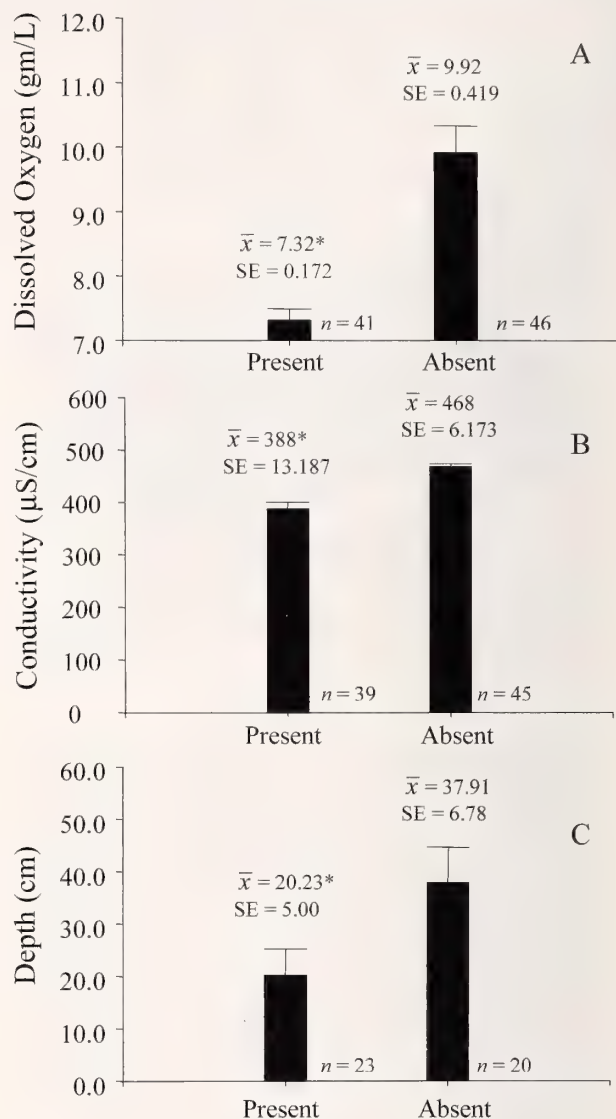 A
Dissolved Oxygen (gm/L)
12.0
11.0
10.0
9.0
8.0
7.0
x̄ = 7.32*
SE = 0.172
n = 41
x̄ = 9.92
SE = 0.419
n = 46
Present Absent
B
Conductivity (µS/cm)
600
500
400
300
200
100
0
x̄ = 388*
SE = 13.187
n = 39
x̄ = 468
SE = 6.173
n = 45
Present Absent
C
Depth (cm)
60.0
50.0
40.0
30.0
20.0
10.0
0.0
x̄ = 20.23*
SE = 5.00
n = 23
x̄ = 37.91
SE = 6.78
n = 20
Present Absent